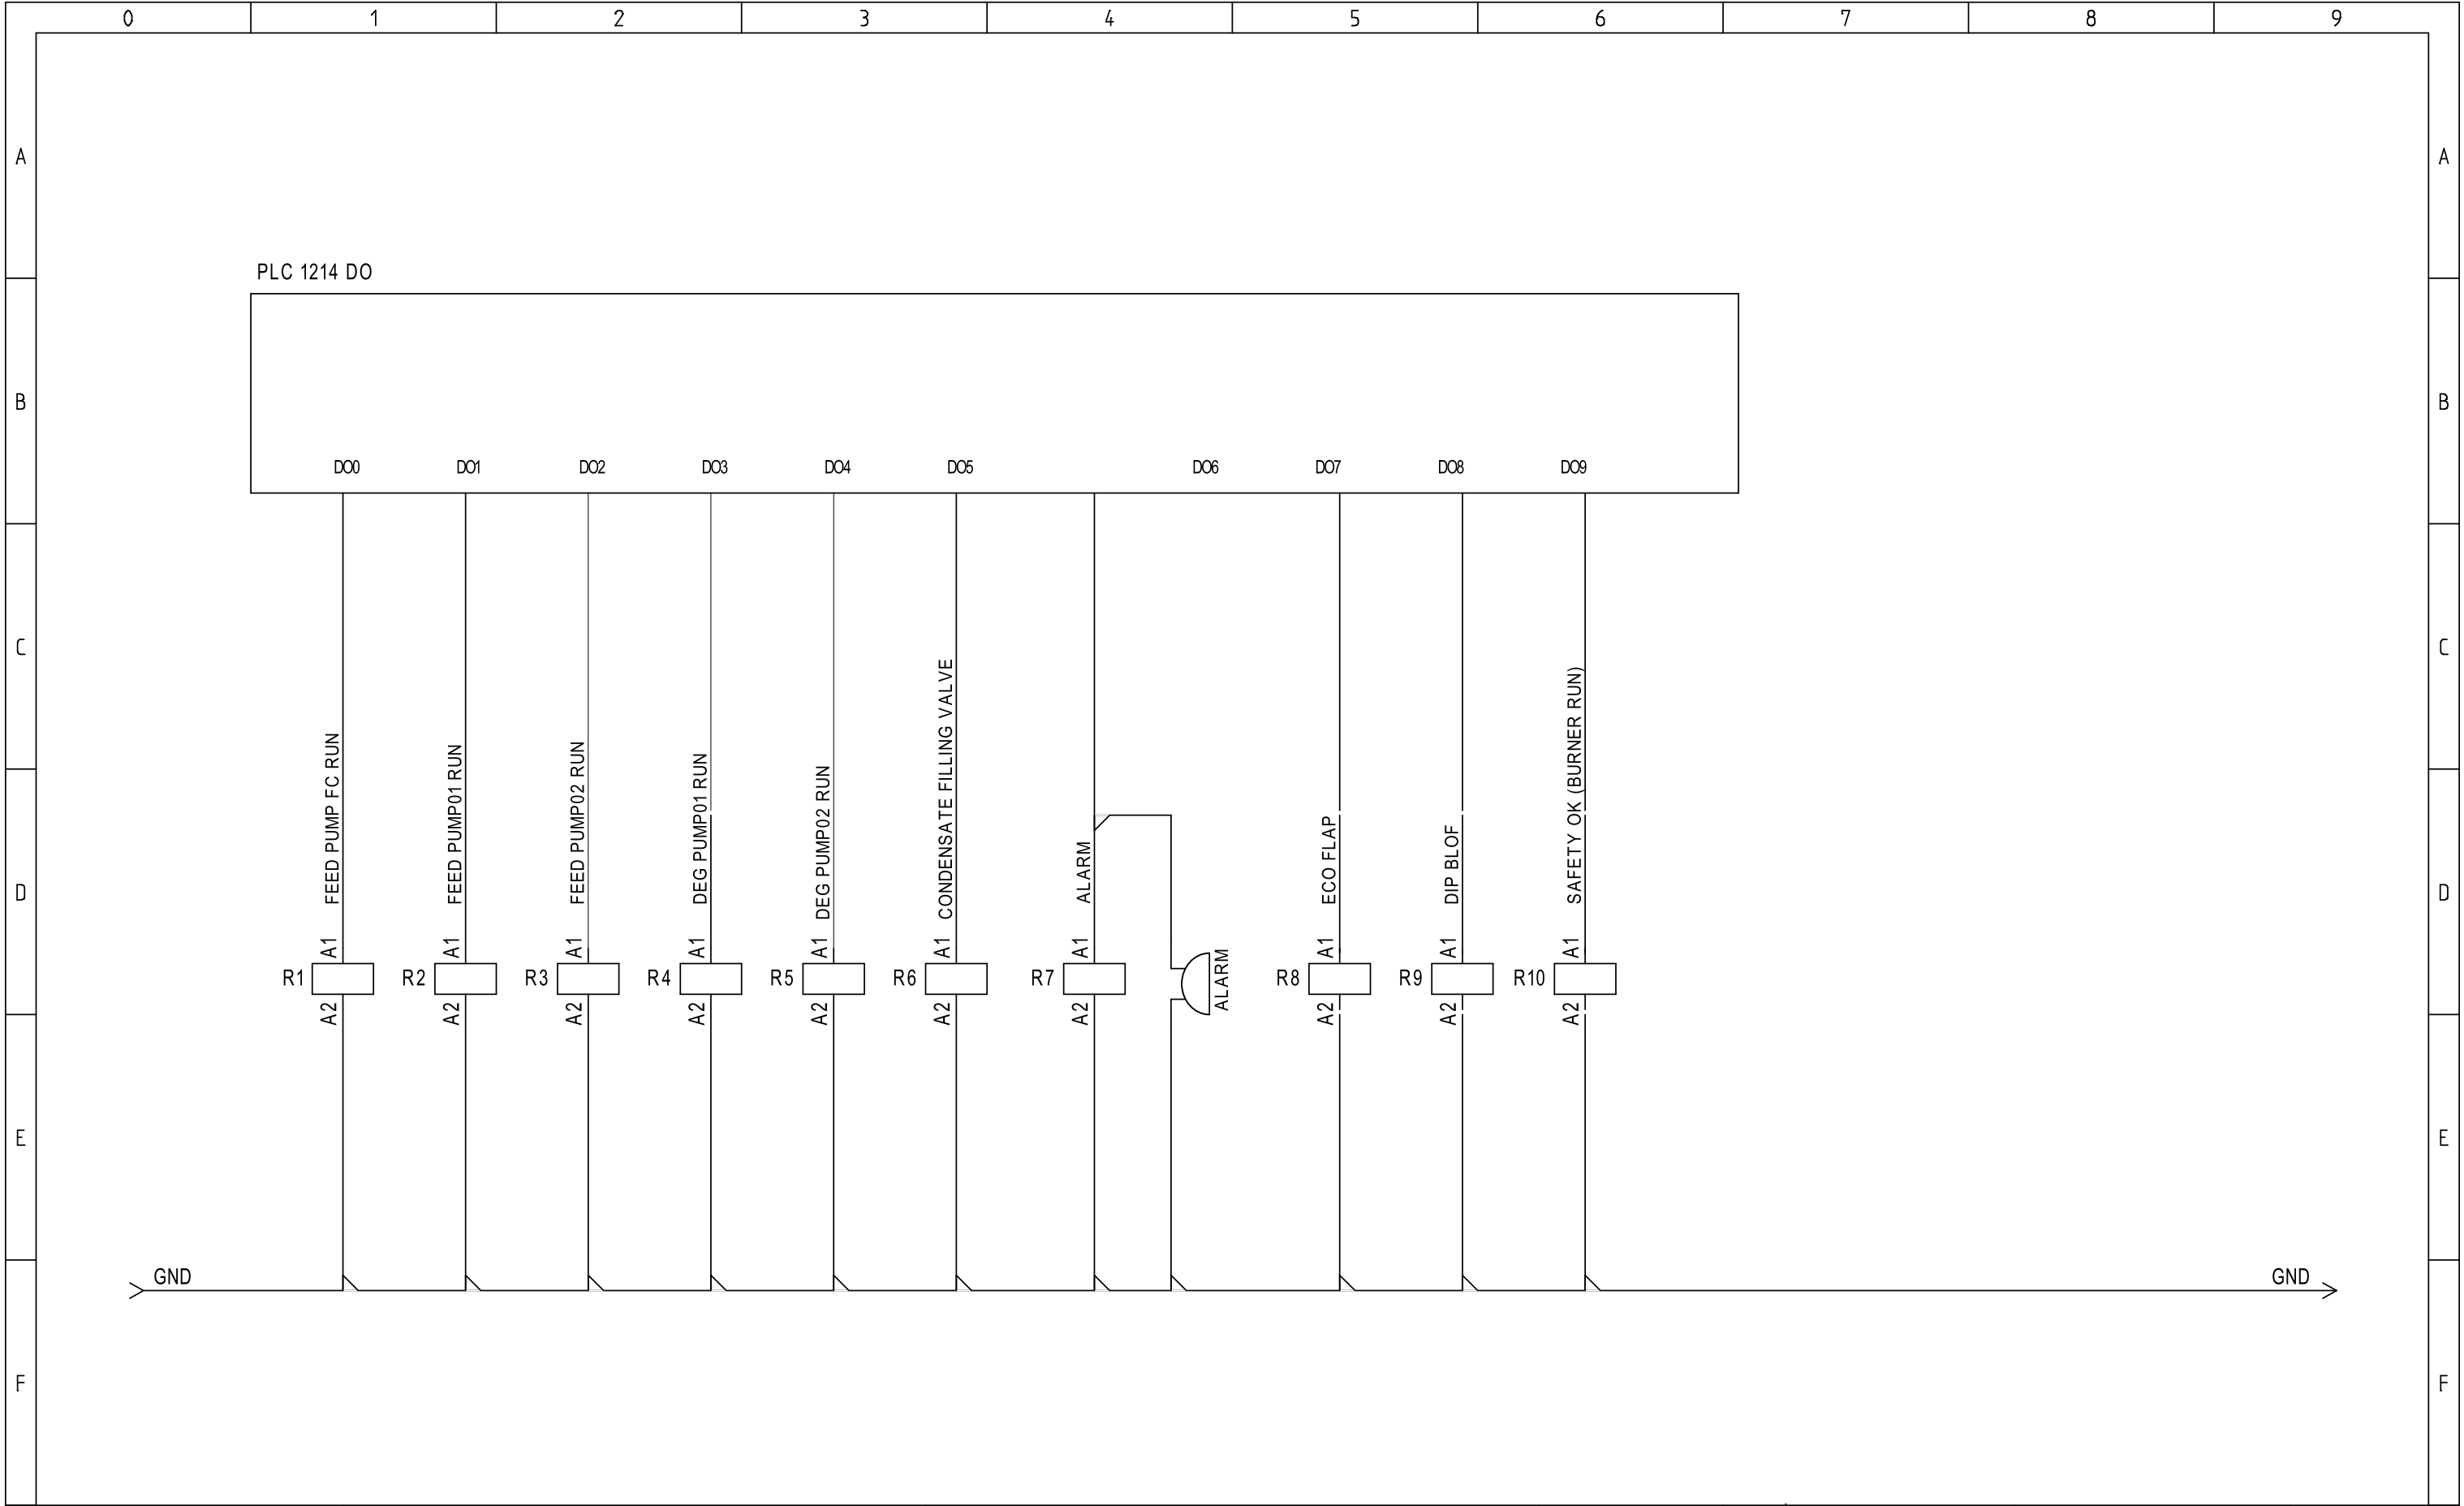 0 1 2 3 4 5 6 7 8 9
A A
PLC 1214 DO
B B
DO0 DO1 DO2 DO3 DO4 DO5 DO6 DO7 DO8 DO9
C C
FEED PUMP FC RUN
FEED PUMP01 RUN
FEED PUMP02 RUN
DEG PUMP01 RUN
DEG PUMP02 RUN
CONDENSATE FILLING VALVE
ALARM
ECO FLAP
DIP BLOF
SAFETY OK (BURNER RUN)
D D
A1 A1 A1 A1 A1 A1 A1 A1 A1 A1
R1 R2 R3 R4 R5 R6 R7 ALARM R8 R9 R10
A2 A2 A2 A2 A2 A2 A2 A2 A2 A2
E E
GND GND
F F